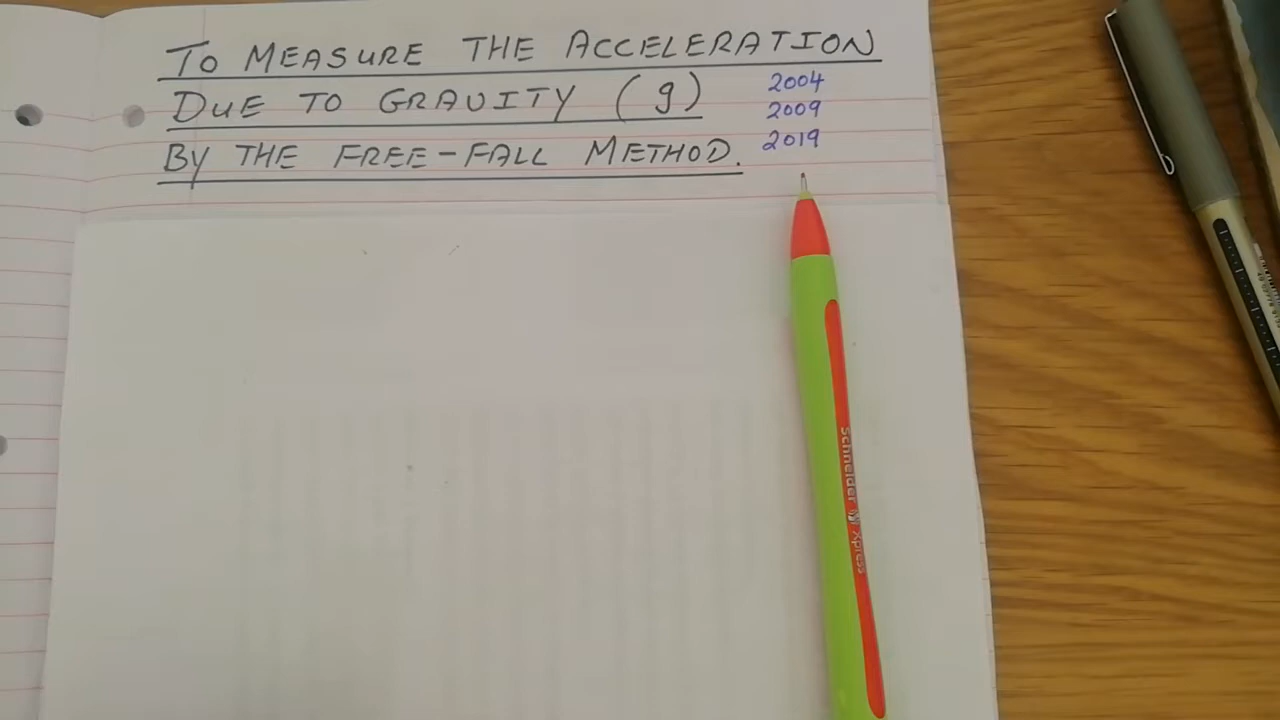 TO MEASURE THE ACCELERATION
DUE TO GRAVITY (g)
BY THE FREE-FALL METHOD.
2004
2009
2019
Schneider Xpress